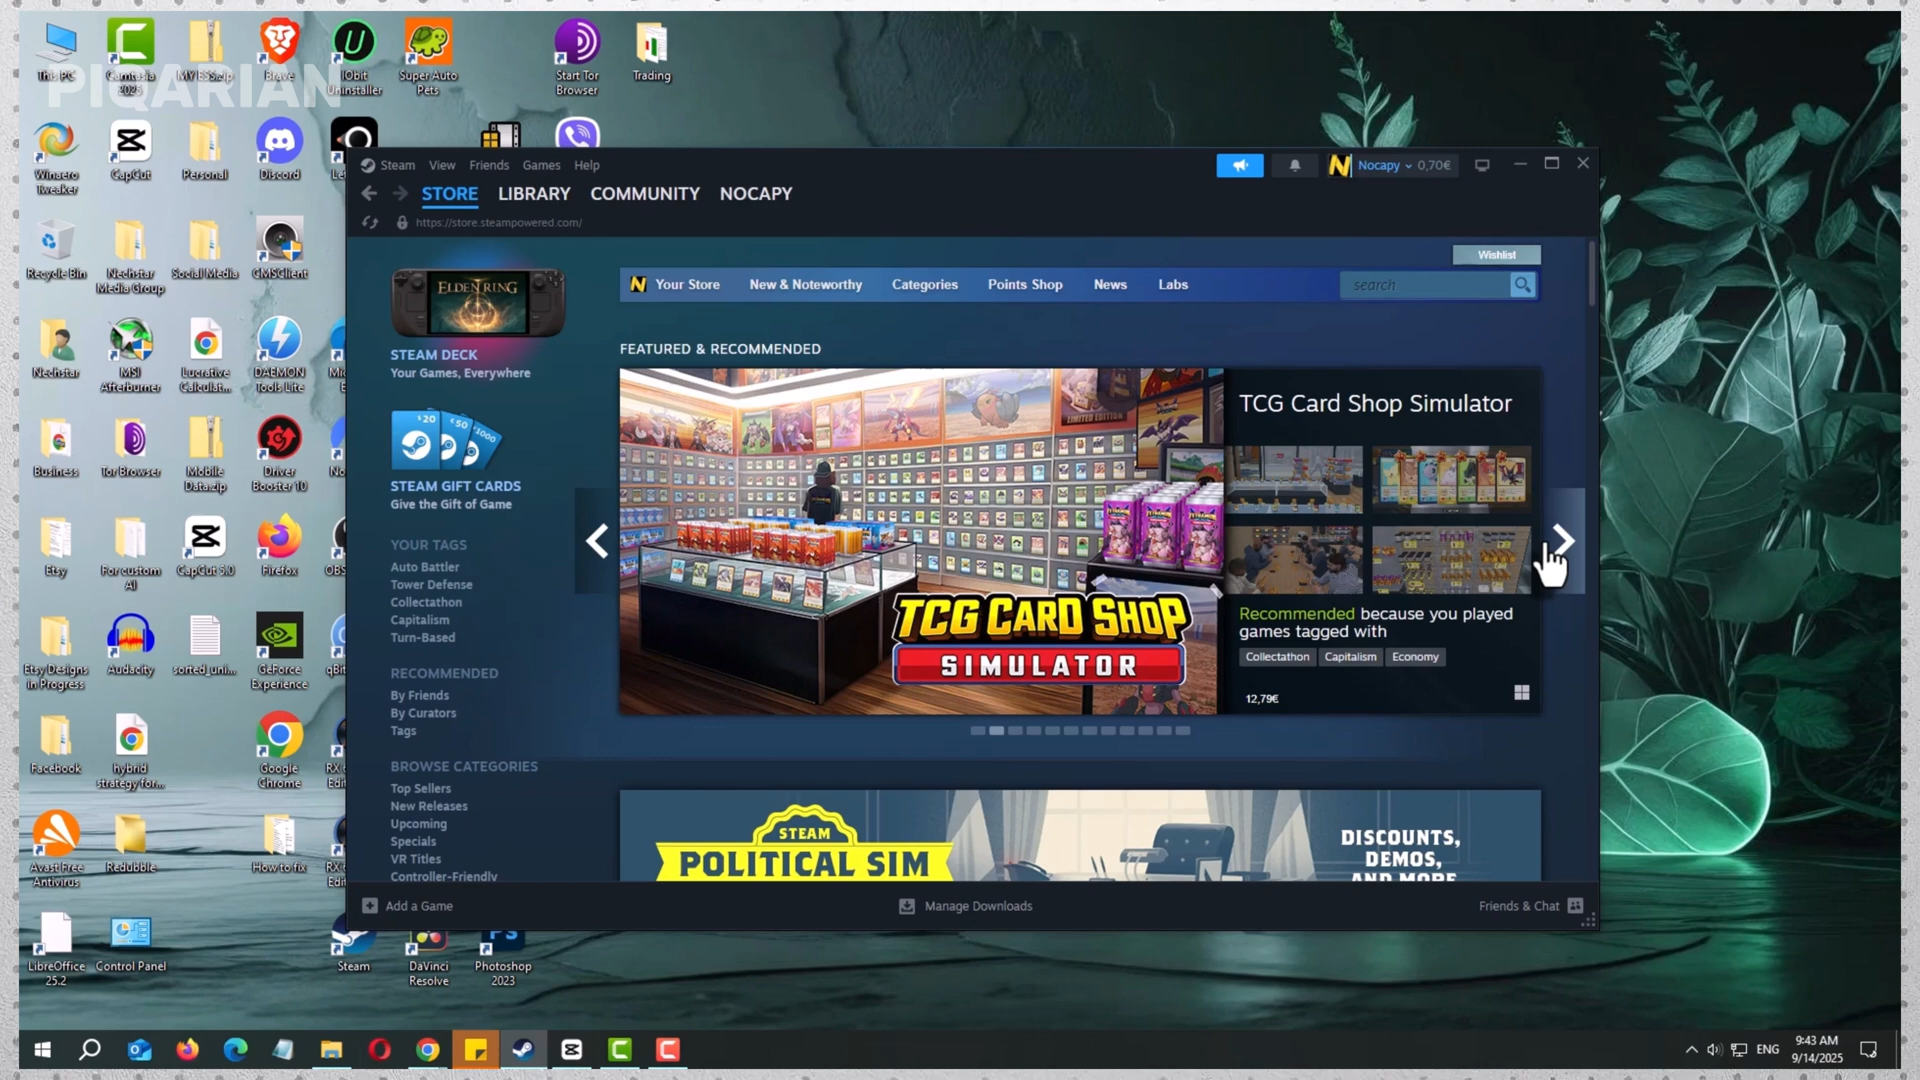 PIQARIAN
This PC
Camtasia
2025
Brave
IObit
Uninstaller
Super Auto
Pets
Start Tor
Browser
Trading
Winaero
Tweaker
CapCut
Personal
Discord
Recycle Bin
Nechstar
Media Group
Social Media
CMSClient
Nechstar
MSI
Afterburner
Lucrative
Calculat...
DAEMON
Tools Lite
Business
Tor Browser
Mobile
Data.zip
Driver
Booster 10
Etsy
For custom
AI
CapCut 3.0
Firefox
Etsy Designs
in Progress
Audacity
sorted_uni...
GeForce
Experience
Facebook
hybrid
strategy for...
Google
Chrome
Avast Free
Antivirus
Redubble
How to fix
LibreOffice
25.2
Control Panel
Steam
DaVinci
Resolve
Photoshop
2023
Steam
View
Friends
Games
Help
Nocapy
0,70€
STORE
LIBRARY
COMMUNITY
NOCAPY
https://store.steampowered.com/
Wishlist
Your Store
New & Noteworthy
Categories
Points Shop
News
Labs
search
ELDEN RING
STEAM DECK
Your Games, Everywhere
STEAM GIFT CARDS
Give the Gift of Game
YOUR TAGS
Auto Battler
Tower Defense
Collectathon
Capitalism
Turn-Based
RECOMMENDED
By Friends
By Curators
Tags
BROWSE CATEGORIES
Top Sellers
New Releases
Upcoming
Specials
VR Titles
Controller-Friendly
FEATURED & RECOMMENDED
LIMITED EDITION
TCG CARD SHOP
SIMULATOR
TCG Card Shop Simulator
Recommended because you played
games tagged with
Collectathon
Capitalism
Economy
12,79€
STEAM
POLITICAL SIM
DISCOUNTS,
DEMOS,
AND MORE
Add a Game
Manage Downloads
Friends & Chat
ENG
9:43 AM
9/14/2025